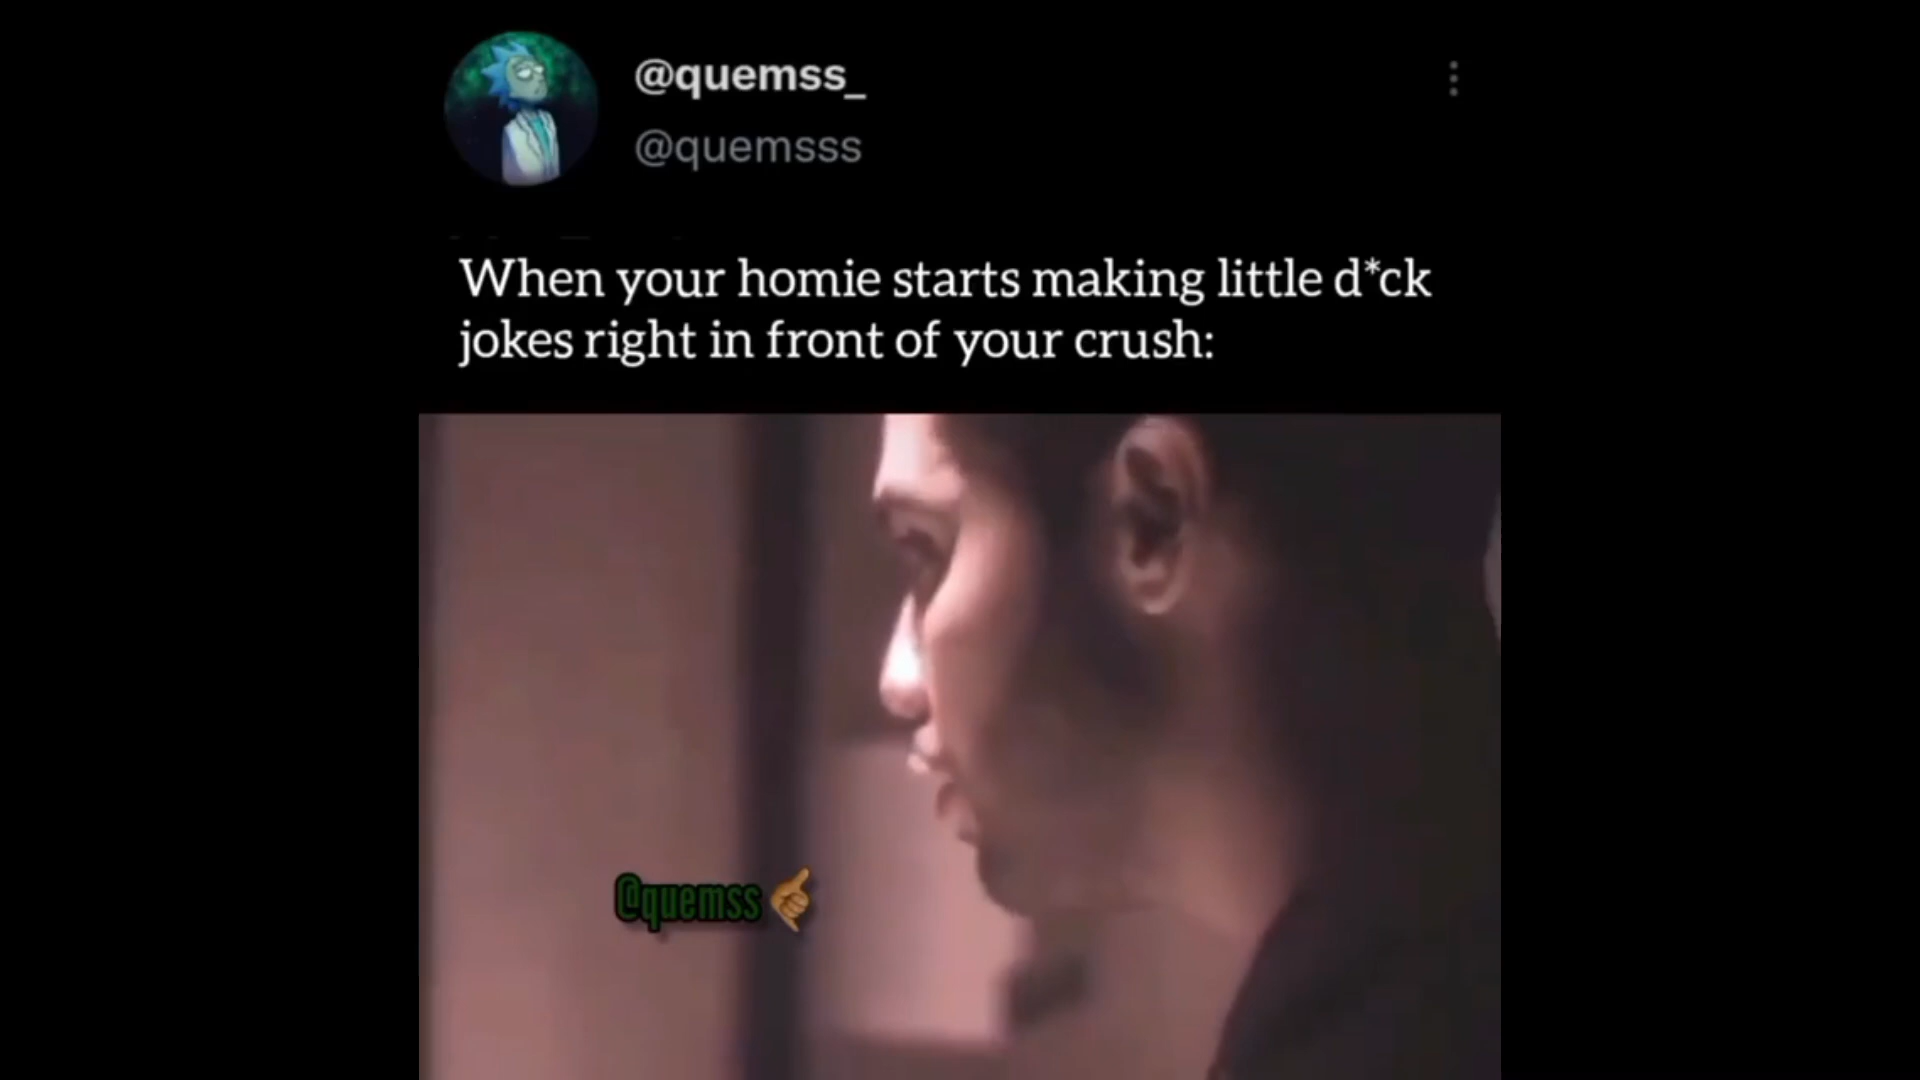 @quemss_
@quemsss
When your homie starts making little d*ck
jokes right in front of your crush:
@quemss